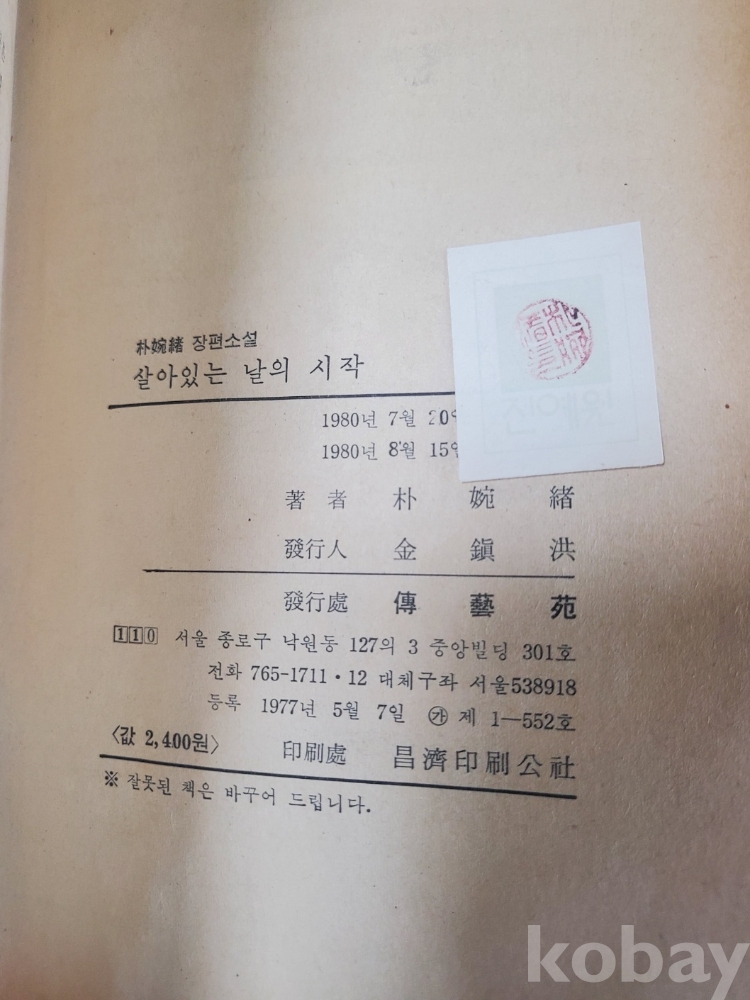 朴婉緖 장편소설
살아있는 날의 시작
1980년 7월 20일
1980년 8월 15일
著者 朴婉緖
發行人 金鎭洪
發行處 傳藝苑
110 서울 종로구 낙원동 127의 3 중앙빌딩 301호
전화 765-1711·12 대체구좌 서울538918
등록 1977년 5월 7일 ㉮ 제 1—552호
〈값 2,400원〉 印刷處 昌濟印刷公社
※ 잘못된 책은 바꾸어 드립니다.
kobay